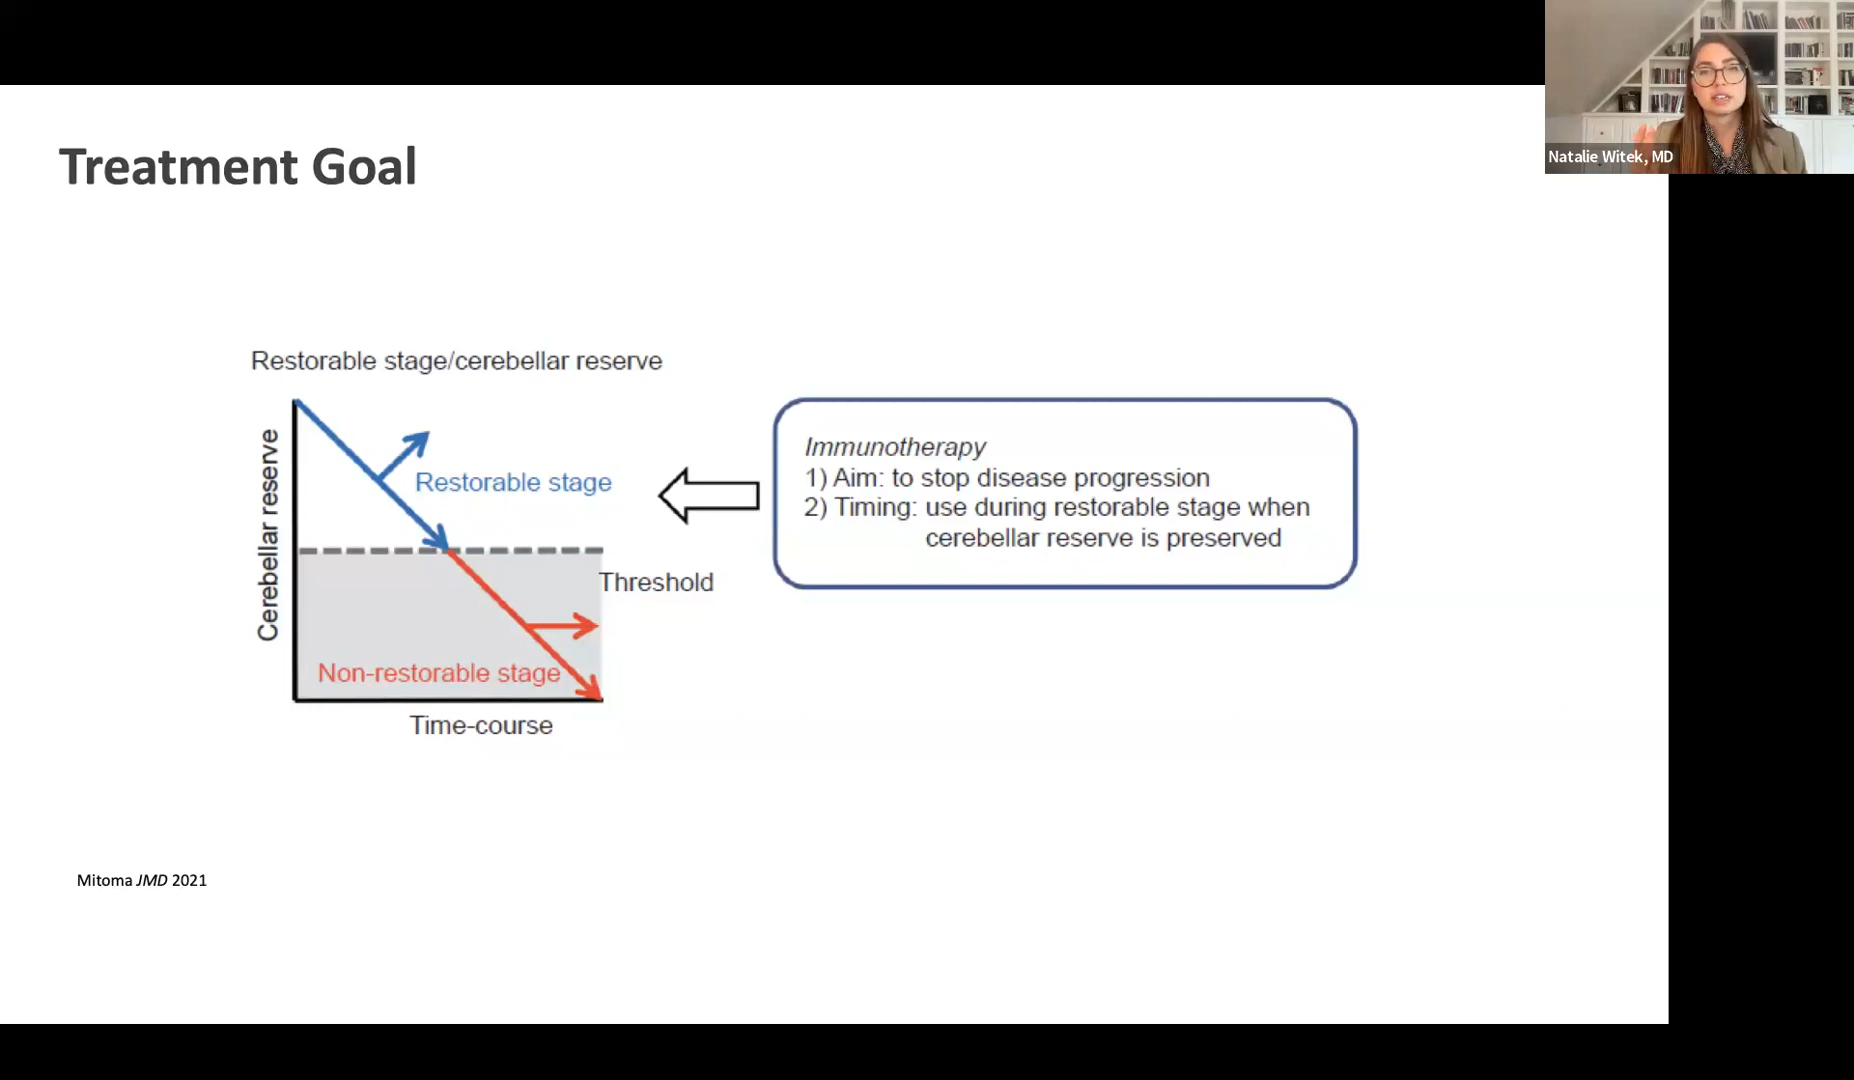 Natalie Witek, MD
Treatment Goal
Restorable stage/cerebellar reserve
Cerebellar reserve
Restorable stage
Threshold
Non-restorable stage
Time-course
Immunotherapy
1) Aim: to stop disease progression
2) Timing: use during restorable stage when
cerebellar reserve is preserved
Mitoma JMD 2021